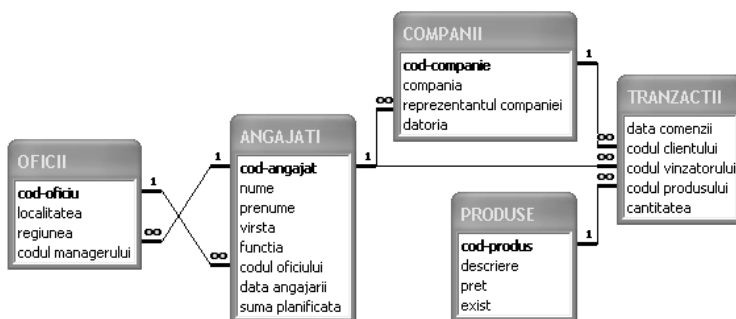 OFICII
cod-oficiu
localitatea
regiunea
codul managerului
1
∞
ANGAJATI
cod-angajat
nume
prenume
virsta
functia
codul oficiului
data angajarii
suma planificata
1
∞
1
COMPANII
cod-companie
compania
reprezentantul companiei
datoria
∞
1
PRODUSE
cod-produs
descriere
pret
exist
1
TRANZACTII
data comenzii
codul clientului
codul vinzatorului
codul produsului
cantitatea
∞
∞
∞